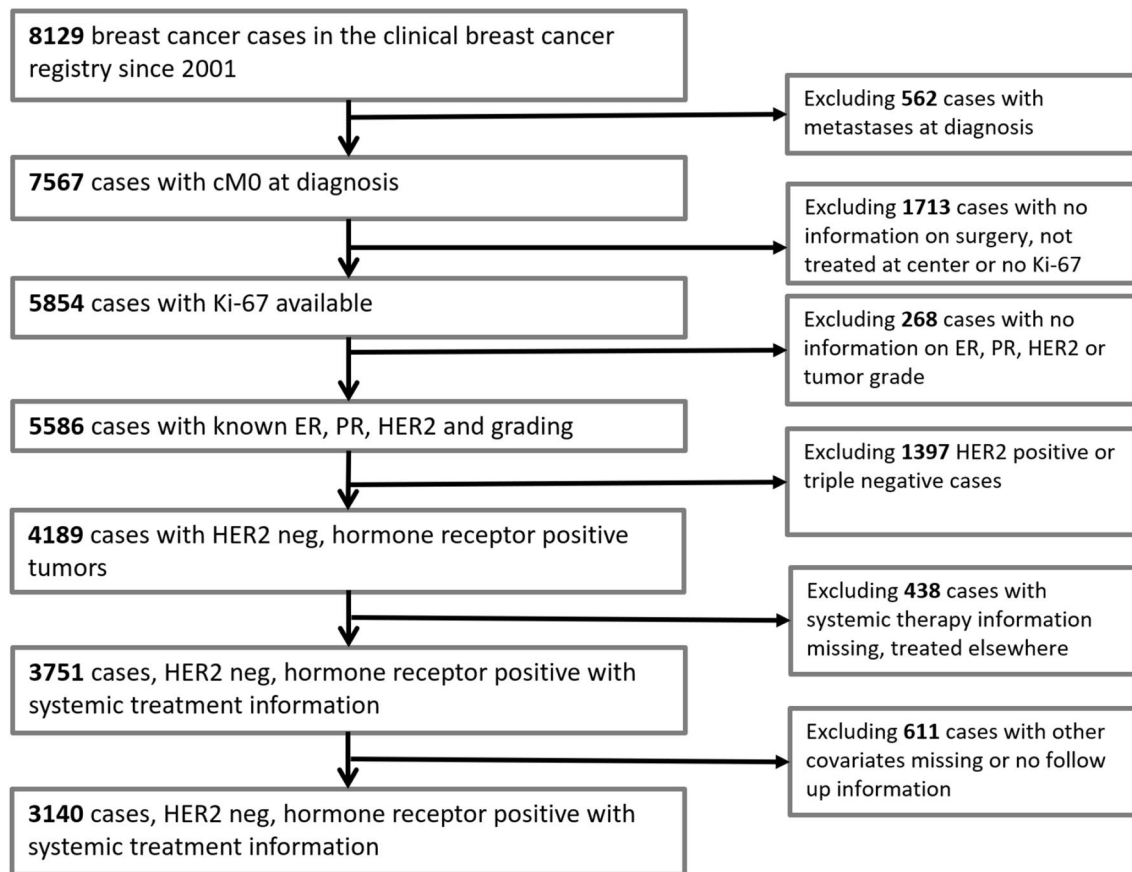 8129 breast cancer cases in the clinical breast cancer
registry since 2001
Excluding 562 cases with
metastases at diagnosis
7567 cases with cM0 at diagnosis
Excluding 1713 cases with no
information on surgery, not
treated at center or no Ki-67
5854 cases with Ki-67 available
Excluding 268 cases with no
information on ER, PR, HER2 or
tumor grade
5586 cases with known ER, PR, HER2 and grading
Excluding 1397 HER2 positive or
triple negative cases
4189 cases with HER2 neg, hormone receptor positive
tumors
Excluding 438 cases with
systemic therapy information
missing, treated elsewhere
3751 cases, HER2 neg, hormone receptor positive with
systemic treatment information
Excluding 611 cases with other
covariates missing or no follow
up information
3140 cases, HER2 neg, hormone receptor positive with
systemic treatment information